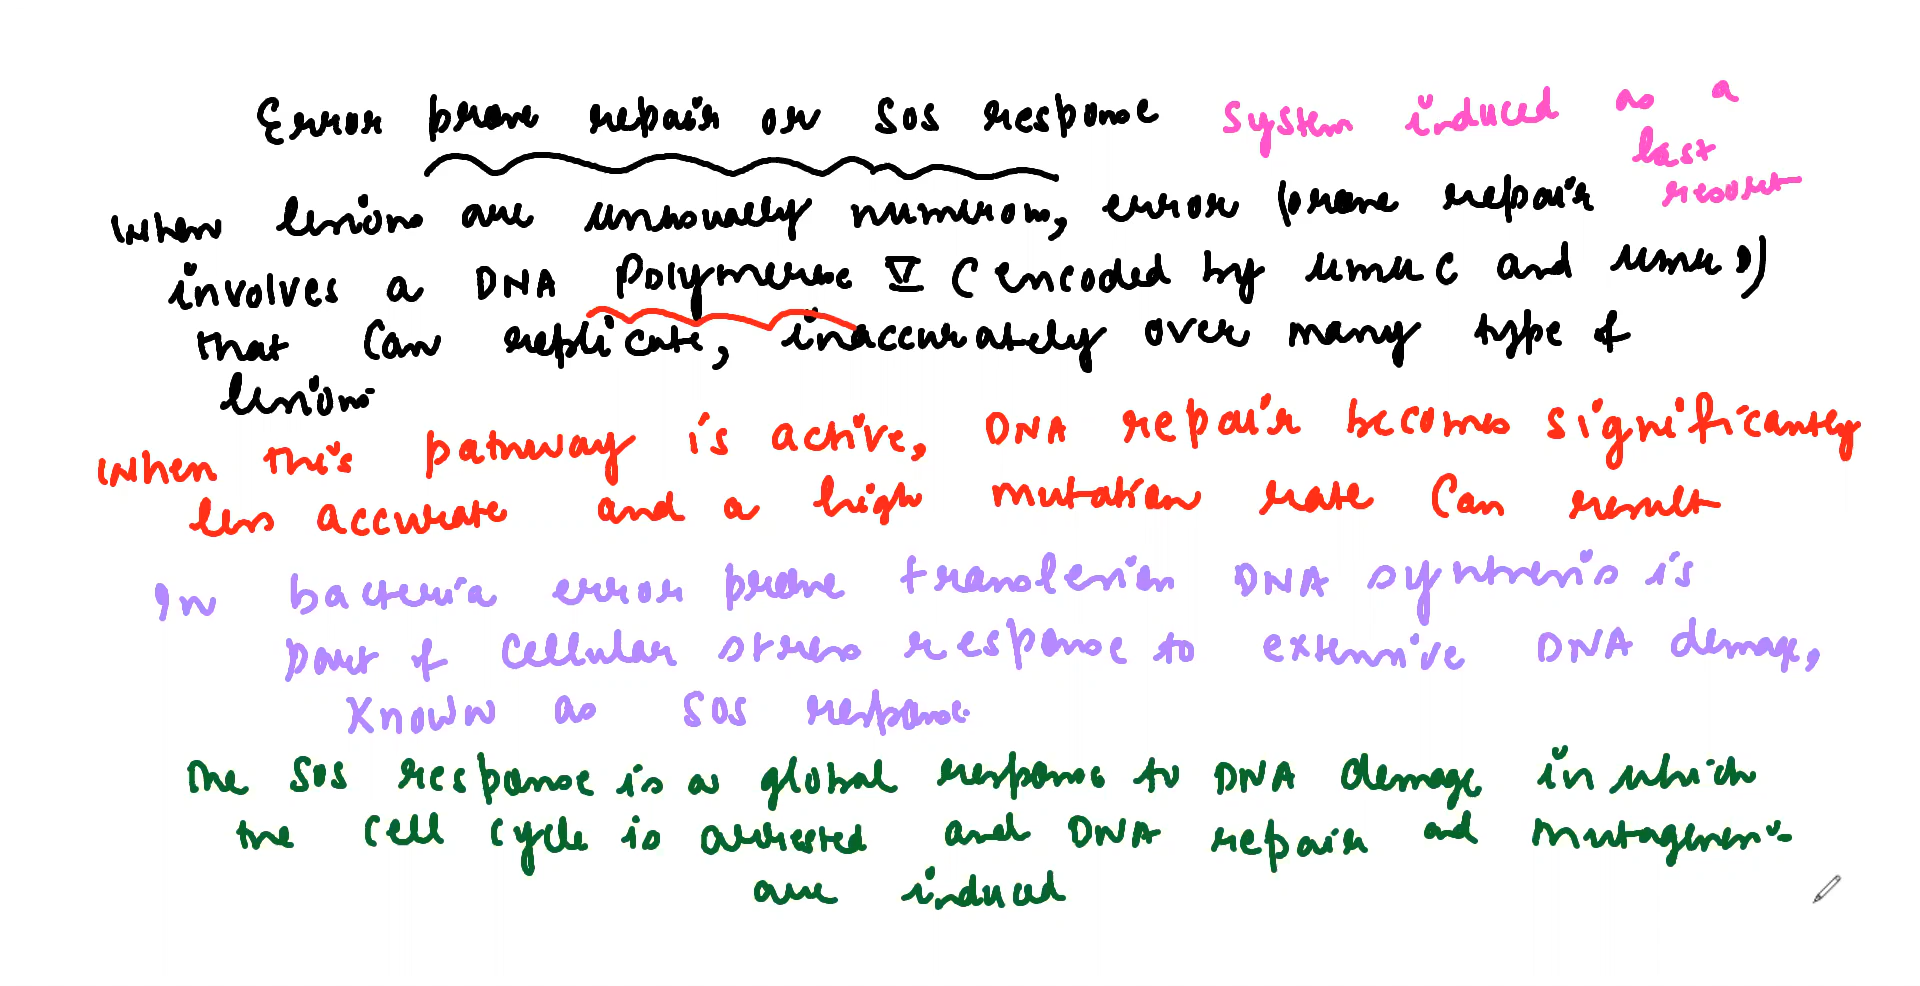 Error prone repair or SOS response system induced as a
last
resort
When lesions are unusually numerous, error prone repair
involves a DNA Polymerase V (encoded by umu C and umu D)
that Can replicate, inaccurately over many type of
lesions.
When this pathway is active, DNA repair becomes significantly
less accurate and a high mutation rate Can result
In bacteria error prone translesion DNA synthesis is
part of cellular stress response to extensive DNA demage,
Known as SOS response.
The SOS response is a global response to DNA demage in which
the cell cycle is arrested and DNA repair and mutagenesis
are induced